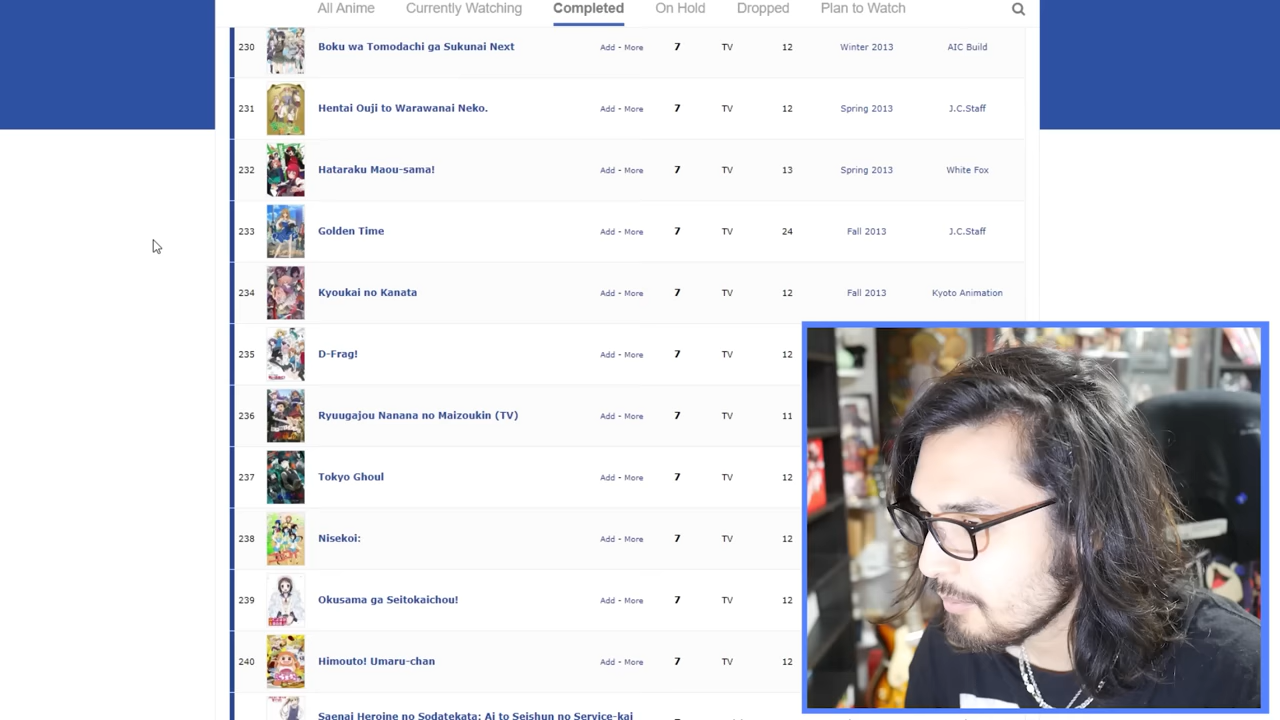 All Anime Currently Watching Completed On Hold Dropped Plan to Watch
230 Boku wa Tomodachi ga Sukunai Next Add - More 7 TV 12 Winter 2013 AIC Build
231 Hentai Ouji to Warawanai Neko. Add - More 7 TV 12 Spring 2013 J.C.Staff
232 Hataraku Maou-sama! Add - More 7 TV 13 Spring 2013 White Fox
233 Golden Time Add - More 7 TV 24 Fall 2013 J.C.Staff
234 Kyoukai no Kanata Add - More 7 TV 12 Fall 2013 Kyoto Animation
235 D-Frag! Add - More 7 TV 12
236 Ryuugajou Nanana no Maizoukin (TV) Add - More 7 TV 11
237 Tokyo Ghoul Add - More 7 TV 12
238 Nisekoi: Add - More 7 TV 12
239 Okusama ga Seitokaichou! Add - More 7 TV 12
240 Himouto! Umaru-chan Add - More 7 TV 12
Saenai Heroine no Sodatekata: Ai to Seishun no Service-kai